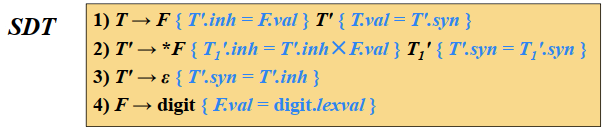 SDT
1) T → F { T'.inh = F.val } T' { T.val = T'.syn }
2) T' → *F { T₁'.inh = T'.inh×F.val } T₁' { T'.syn = T₁'.syn }
3) T' → ε { T'.syn = T'.inh }
4) F → digit { F.val = digit.lexval }